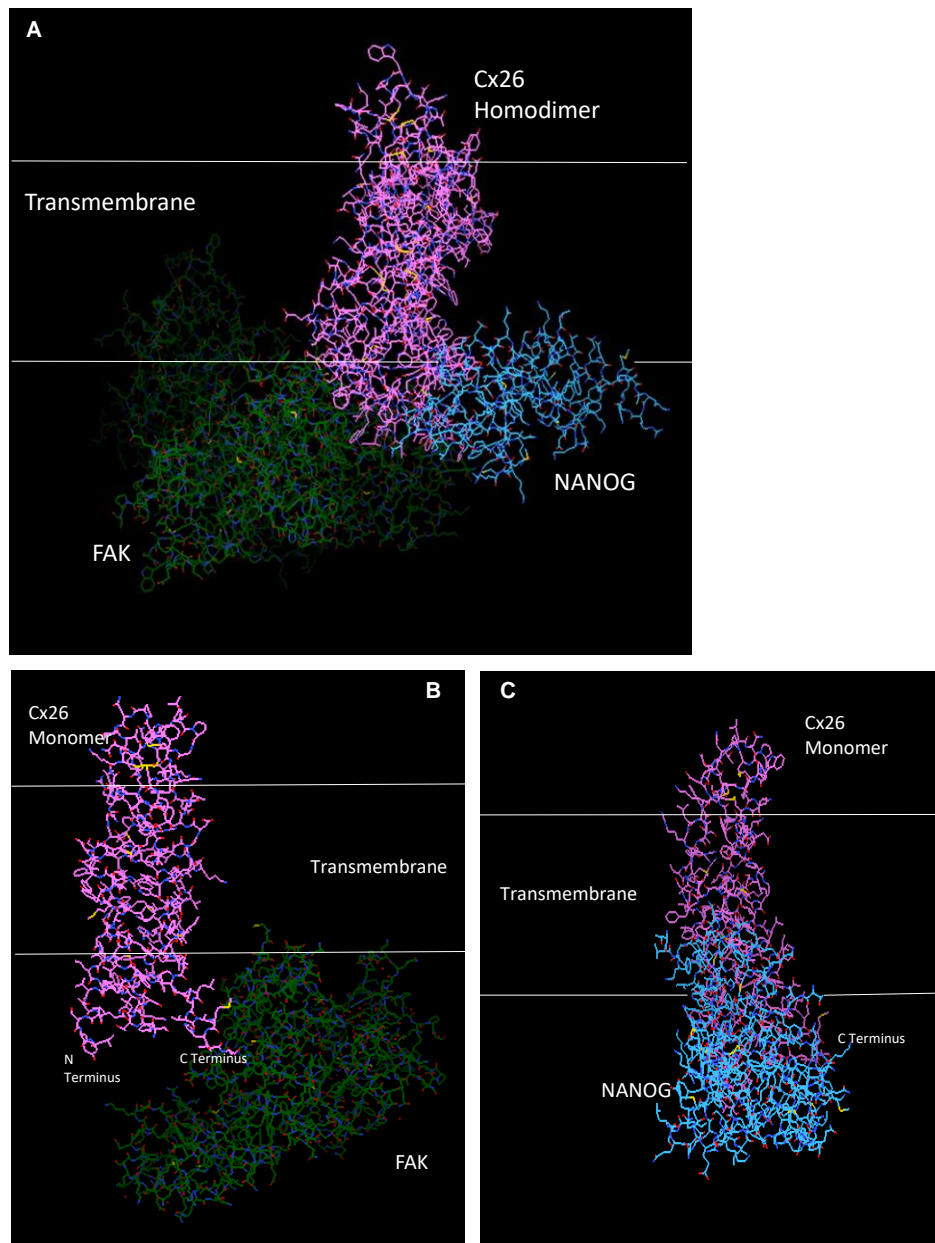 A
Cx26
Homodimer
Transmembrane
NANOG
FAK
B
Cx26
Monomer
Transmembrane
N
Terminus
C Terminus
FAK
C
Cx26
Monomer
Transmembrane
C Terminus
NANOG